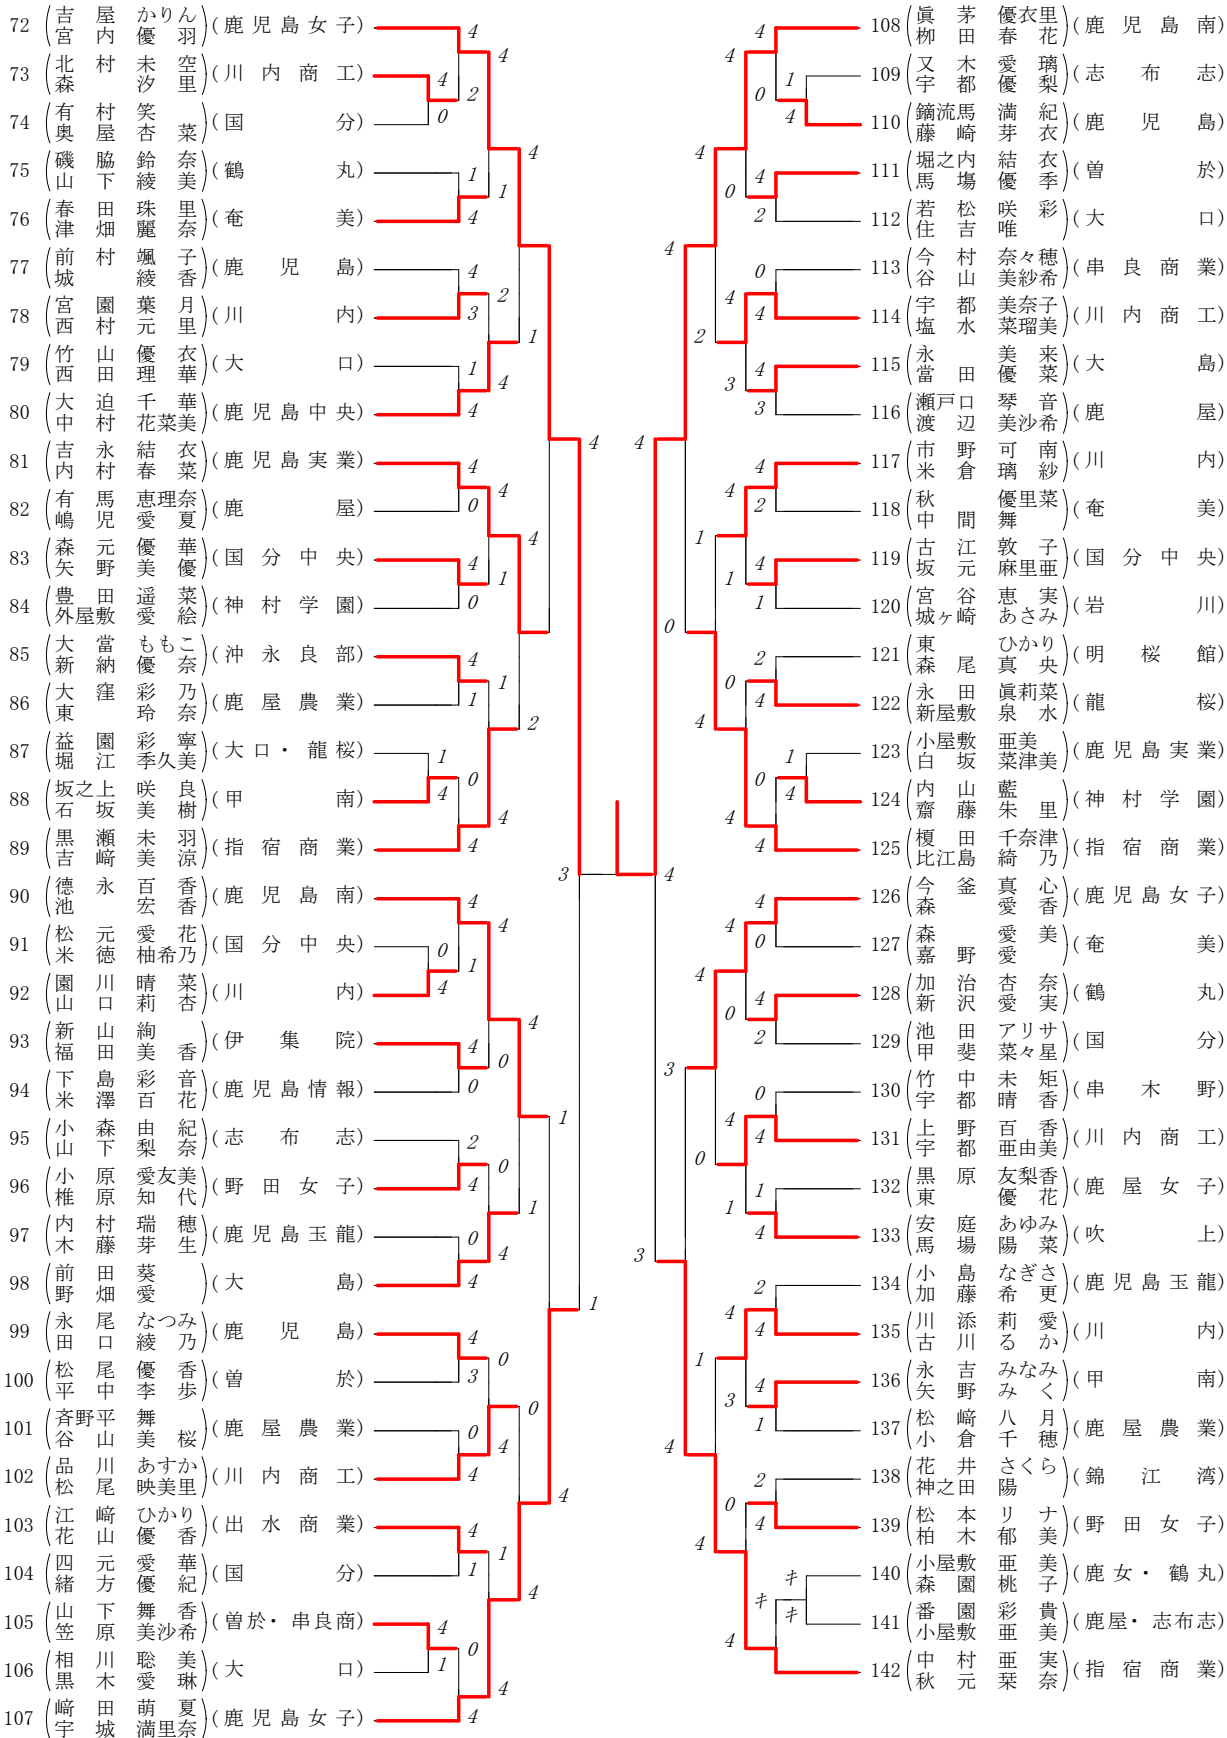 72 吉屋 かりん 宮内 優羽 (鹿児島女子)
73 北村 未空 森 汐里 (川内商工)
74 有村 笑 奥屋 杏菜 (国分)
75 磯脇 鈴奈 山下 綾美 (鶴丸)
76 春田 珠里 津畑 麗奈 (奄美)
77 前村 颯子 城 綾香 (鹿児島)
78 宮園 葉月 西村 元里 (川内)
79 竹山 優衣 西田 理華 (大口)
80 大迫 千華 中村 花菜美 (鹿児島中央)
81 吉永 結衣 内村 春菜 (鹿児島実業)
82 有馬 恵理奈 嶋児 愛夏 (鹿屋)
83 森元 優華 矢野 美優 (国分中央)
84 豊田 遥菜 外屋敷 愛絵 (神村学園)
85 大當 ももこ 新納 優奈 (沖永良部)
86 大窪 彩乃 東 玲奈 (鹿屋農業)
87 益園 彩寧 堀江 季久美 (大口・龍桜)
88 坂之上 咲良 石坂 美樹 (甲南)
89 黒瀬 未羽 吉﨑 美涼 (指宿商業)
90 德永 百香 池 宏香 (鹿児島南)
91 松元 愛花 米徳 柚希乃 (国分中央)
92 園川 晴菜 山口 莉杏 (川内)
93 新山 絢 福田 美香 (伊集院)
94 下島 彩音 米澤 百花 (鹿児島情報)
95 小森 由紀 山下 梨奈 (志布志)
96 小原 愛友美 椎原 知代 (野田女子)
97 内村 瑞穂 木藤 芽生 (鹿児島玉龍)
98 前田 葵 野畑 愛 (大島)
99 永尾 なつみ 田口 綾乃 (鹿児島)
100 松尾 優香 平中 李歩 (曽於)
101 斉野平 舞 谷山 美桜 (鹿屋農業)
102 品川 あすか 松尾 映美里 (川内商工)
103 江﨑 ひかり 花山 優香 (出水商業)
104 四元 愛華 緒方 優紀 (国分)
105 山下 舞香 笠原 美沙希 (曽於・串良商)
106 相川 聡美 黒木 愛琳 (大口)
107 﨑田 萌夏 宇城 満里奈 (鹿児島女子)
108 眞茅 優衣里 栁田 春花 (鹿児島南)
109 又木 愛璃 宇都 優梨 (志布志)
110 鏑流馬 満紀 藤崎 芽衣 (鹿児島)
111 堀之内 結衣 馬場 優季 (曽於)
112 若松 咲彩 住吉 唯 (大口)
113 今村 奈々穂 谷山 美紗希 (串良商業)
114 宇都 美奈子 塩水 菜瑠美 (川内商工)
115 永 美来 當田 優菜 (大島)
116 瀬戸口 琴音 渡辺 美沙希 (鹿屋)
117 市野 可南 米倉 璃紗 (川内)
118 秋 優里菜 中間 舞 (奄美)
119 古江 敦子 坂元 麻里亜 (国分中央)
120 宮谷 恵実 城ヶ崎 あさみ (岩川)
121 東 ひかり 森尾 真央 (明桜館)
122 永田 眞莉菜 新屋敷 泉水 (龍桜)
123 小屋敷 亜美 白坂 菜津美 (鹿児島実業)
124 内山 藍 齋藤 朱里 (神村学園)
125 榎田 千奈津 比江島 綺乃 (指宿商業)
126 今釜 真心 森 愛香 (鹿児島女子)
127 森 愛美 嘉野 愛 (奄美)
128 加治 杏奈 新沢 愛実 (鶴丸)
129 池田 アリサ 甲斐 菜々星 (国分)
130 竹中 未矩 宇都 晴香 (串木野)
131 上野 百香 宇都 亜由美 (川内商工)
132 黒原 友梨香 東 優花 (鹿屋女子)
133 安庭 あゆみ 馬場 陽菜 (吹上)
134 小島 なぎさ 加藤 希更 (鹿児島玉龍)
135 川添 莉愛 古川 るか (川内)
136 永吉 みなみ 矢野 みく (甲南)
137 松﨑 八月 小倉 千穂 (鹿屋農業)
138 花井 さくら 神之田 陽 (錦江湾)
139 松本 リナ 柏木 郁美 (野田女子)
140 小屋敷 亜美 森園 桃子 (鹿女・鶴丸)
141 番園 彩貴 小屋敷 亜美 (鹿屋・志布志)
142 中村 亜実 秋元 栞奈 (指宿商業)